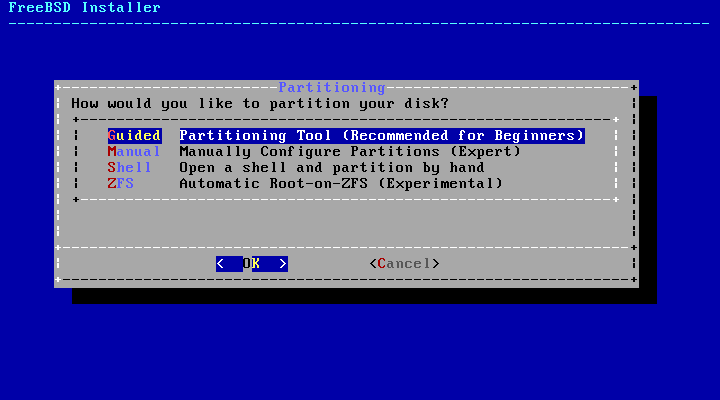 FreeBSD Installer
Partitioning
How would you like to partition your disk?
Guided Partitioning Tool (Recommended for Beginners)
Manual Manually Configure Partitions (Expert)
Shell Open a shell and partition by hand
ZFS Automatic Root-on-ZFS (Experimental)
< OK > <Cancel>